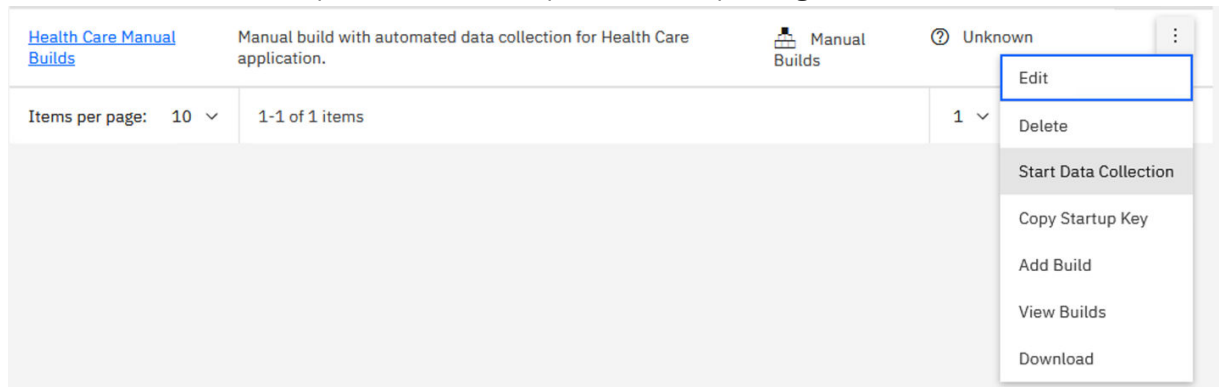 Health Care Manual Builds
Manual build with automated data collection for Health Care application.
Manual Builds
Unknown
Edit
Items per page: 10
1-1 of 1 items
1
Delete
Start Data Collection
Copy Startup Key
Add Build
View Builds
Download